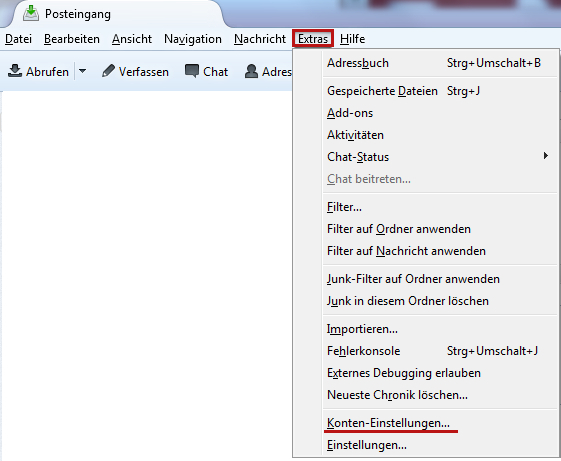 Posteingang
Datei Bearbeiten Ansicht Navigation Nachricht Extras Hilfe
Abrufen Verfassen Chat Adres
Adressbuch Strg+Umschalt+B
Gespeicherte Dateien Strg+J
Add-ons
Aktivitäten
Chat-Status
Chat beitreten...
Filter...
Filter auf Ordner anwenden
Filter auf Nachricht anwenden
Junk-Filter auf Ordner anwenden
Junk in diesem Ordner löschen
Importieren...
Fehlerkonsole Strg+Umschalt+J
Externes Debugging erlauben
Neueste Chronik löschen...
Konten-Einstellungen...
Einstellungen...